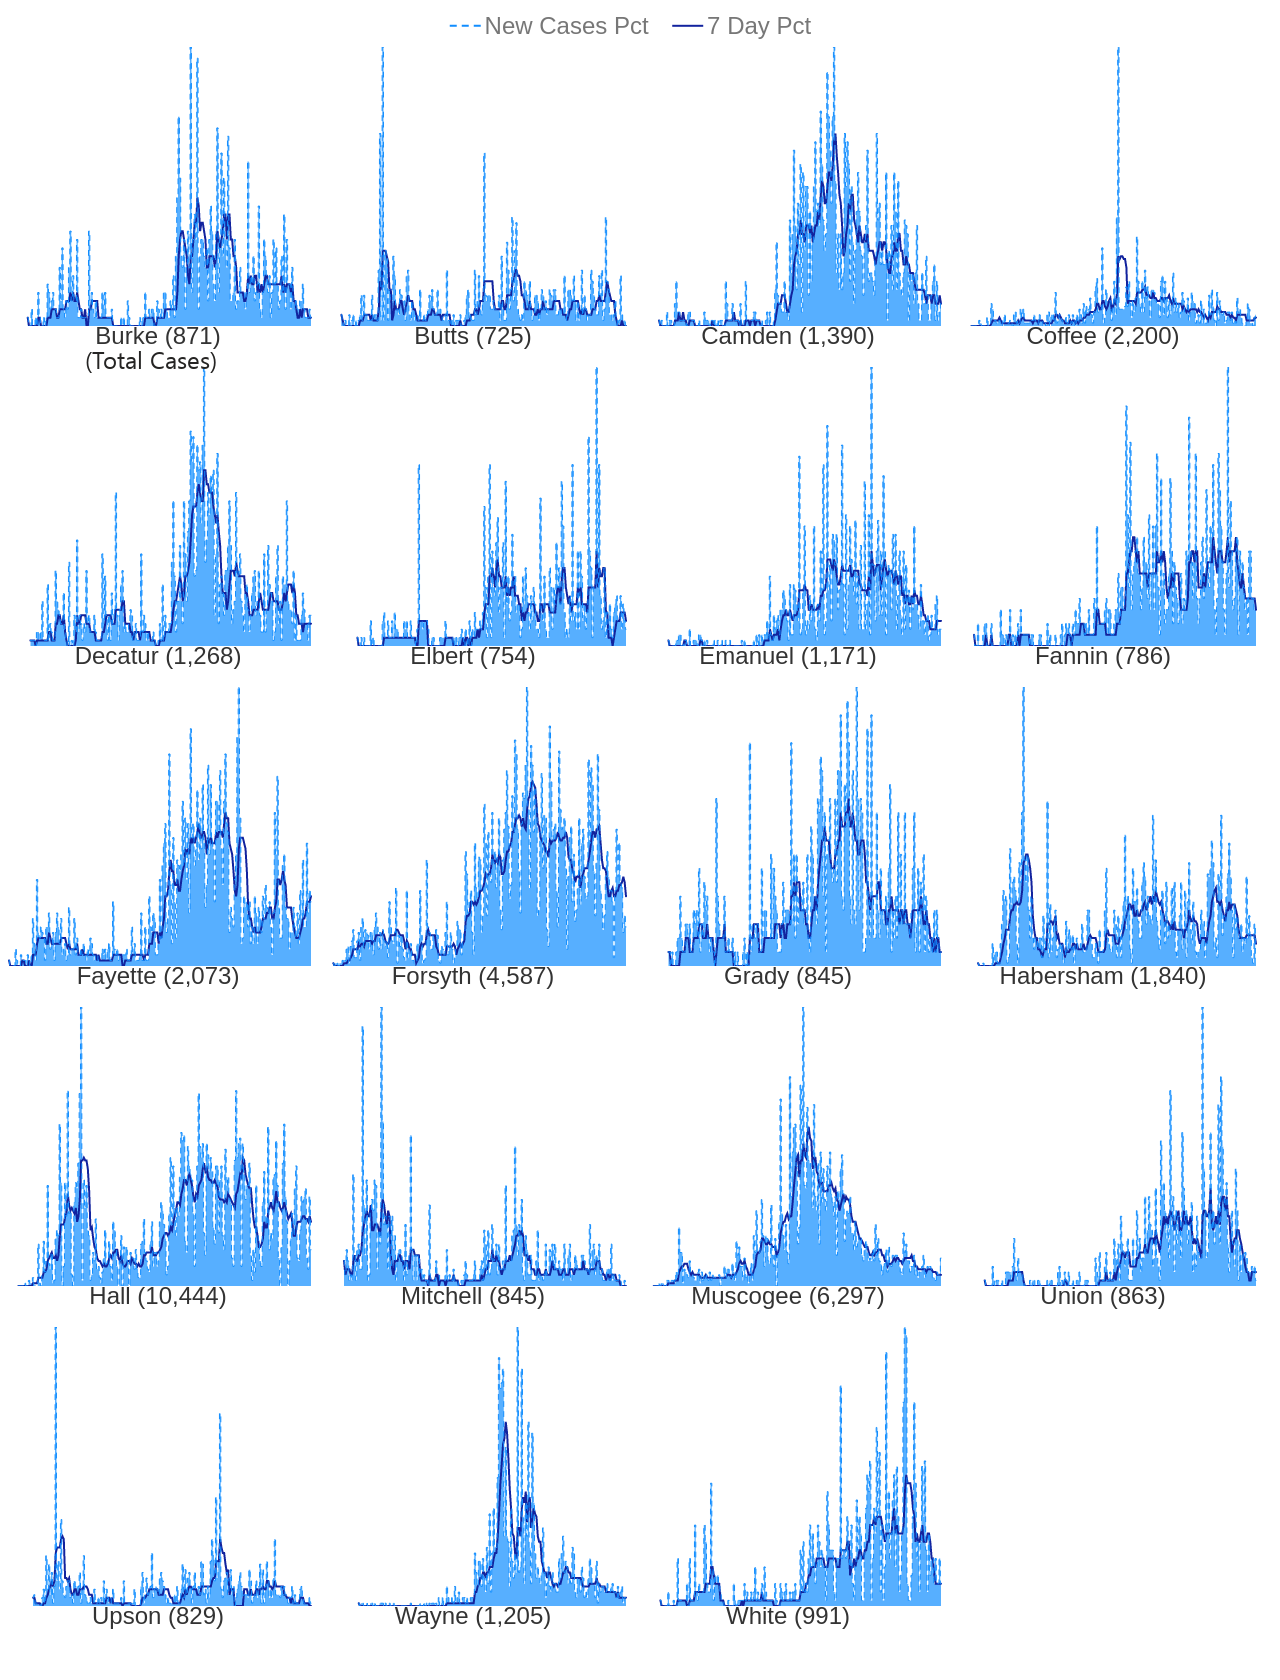 New Cases Pct 7 Day Pct
Burke (871)
(Total Cases)
Butts (725)
Camden (1,390)
Coffee (2,200)
Decatur (1,268)
Elbert (754)
Emanuel (1,171)
Fannin (786)
Fayette (2,073)
Forsyth (4,587)
Grady (845)
Habersham (1,840)
Hall (10,444)
Mitchell (845)
Muscogee (6,297)
Union (863)
Upson (829)
Wayne (1,205)
White (991)